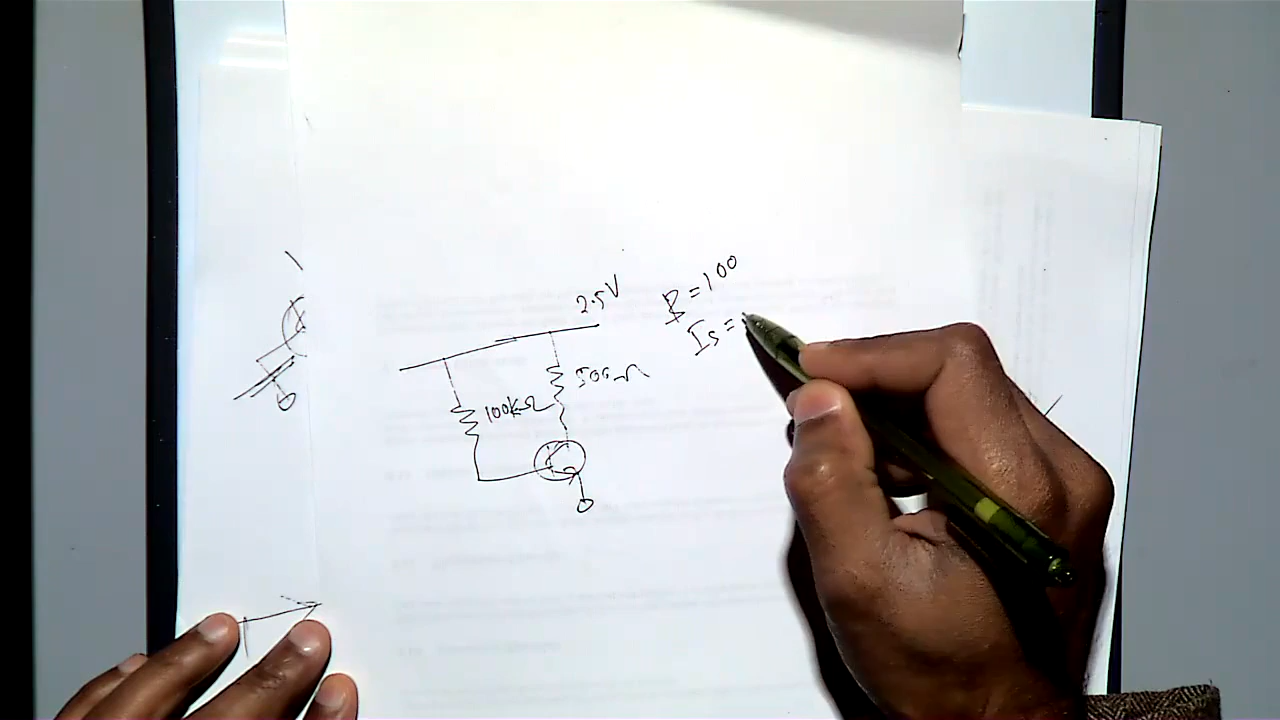 2.5V
β = 100
Is =
500Ω
100kΩ